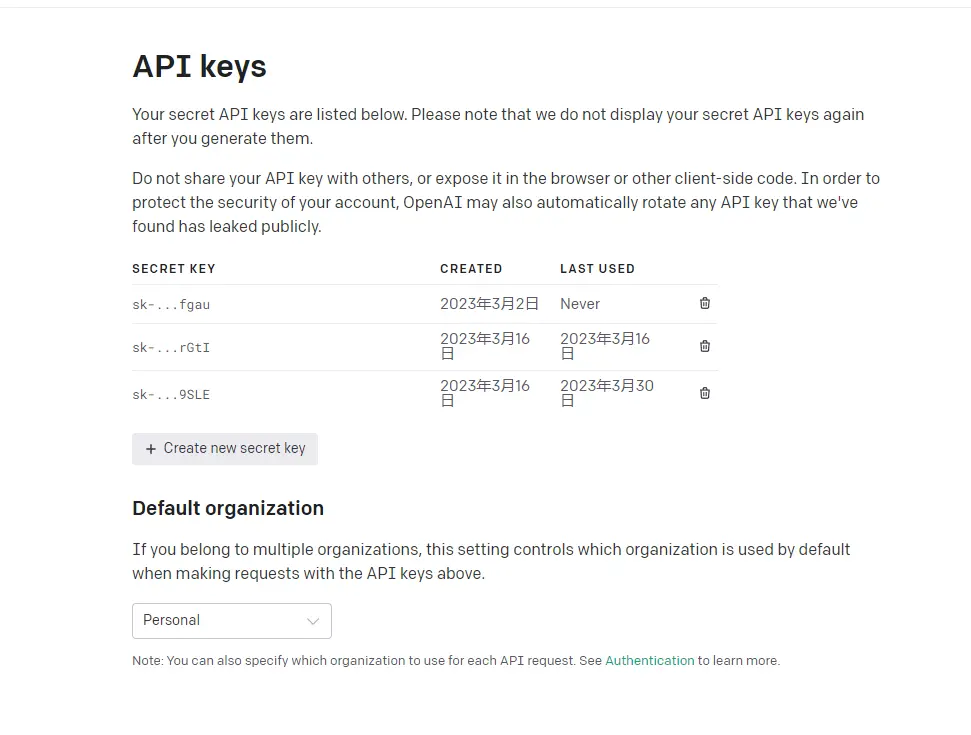 API keys
Your secret API keys are listed below. Please note that we do not display your secret API keys again
after you generate them.
Do not share your API key with others, or expose it in the browser or other client-side code. In order to
protect the security of your account, OpenAI may also automatically rotate any API key that we've
found has leaked publicly.
SECRET KEY CREATED LAST USED
sk-...fgau 2023年3月2日 Never
sk-...rGtI 2023年3月16日 2023年3月16日
sk-...9SLE 2023年3月16日 2023年3月30日
+ Create new secret key
Default organization
If you belong to multiple organizations, this setting controls which organization is used by default
when making requests with the API keys above.
Personal
Note: You can also specify which organization to use for each API request. See Authentication to learn more.